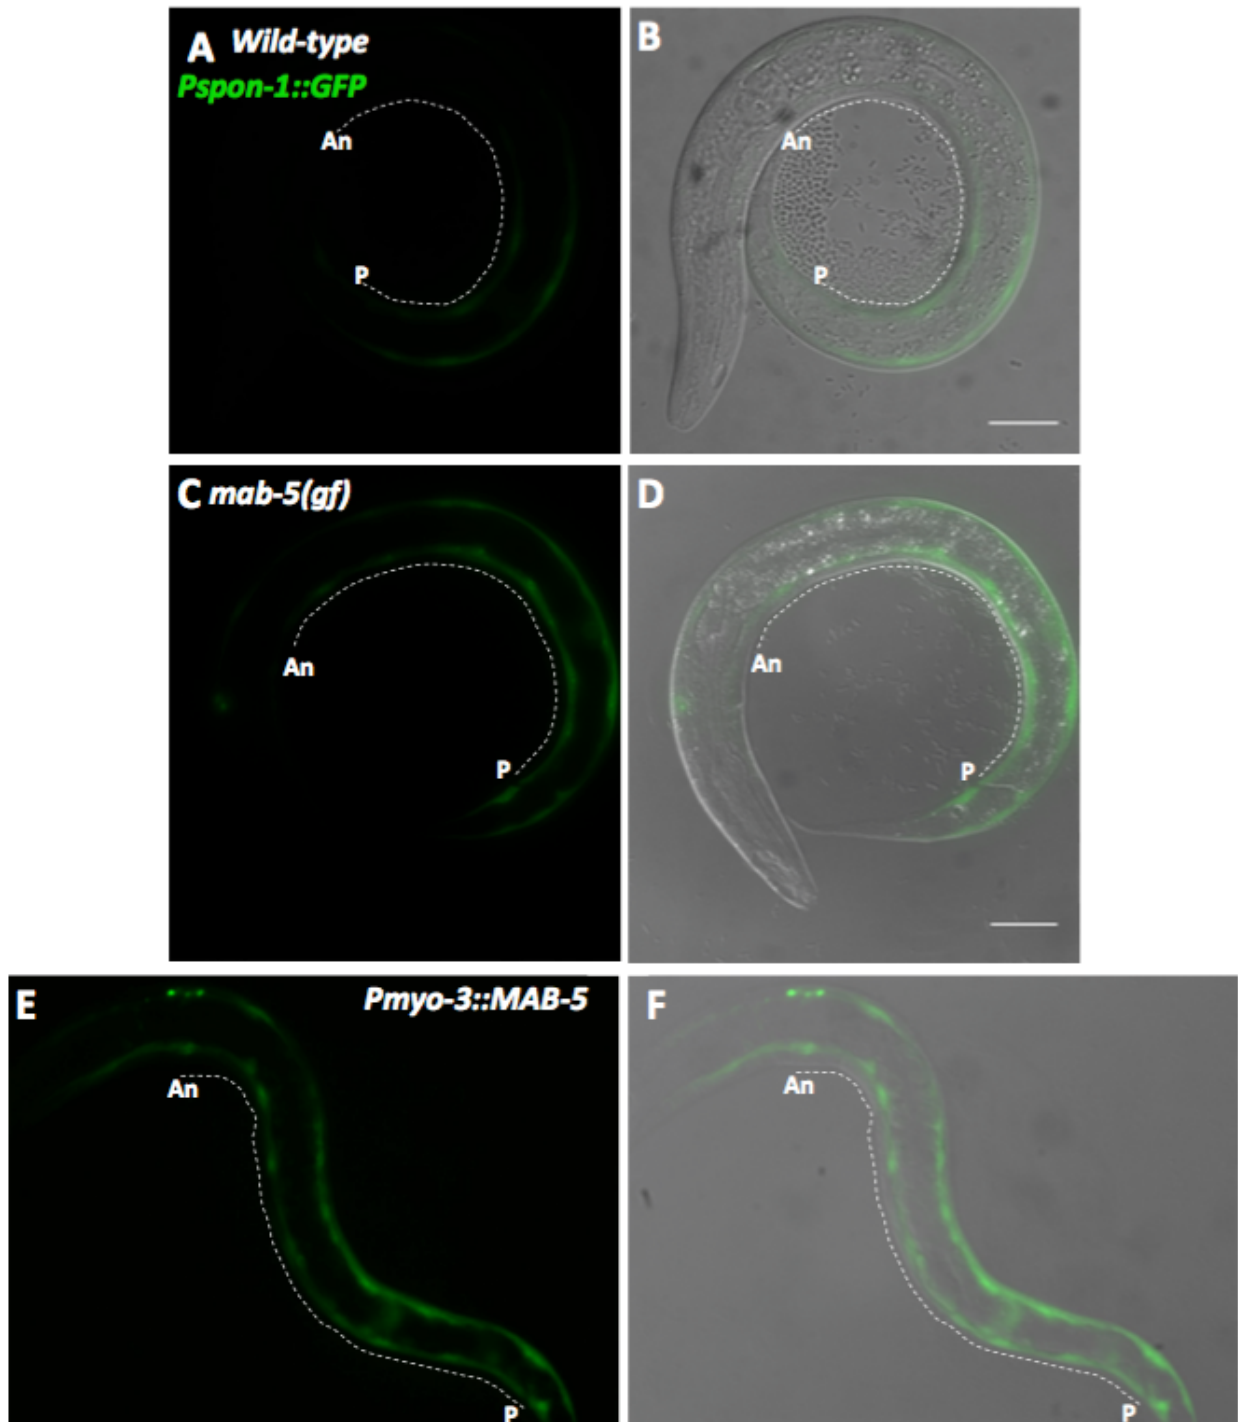 A Wild-type
Pspon-1::GFP
An
P
B
An
P
C mab-5(gf)
An
P
D
An
P
E Pmyo-3::MAB-5
An
P
F
An
P